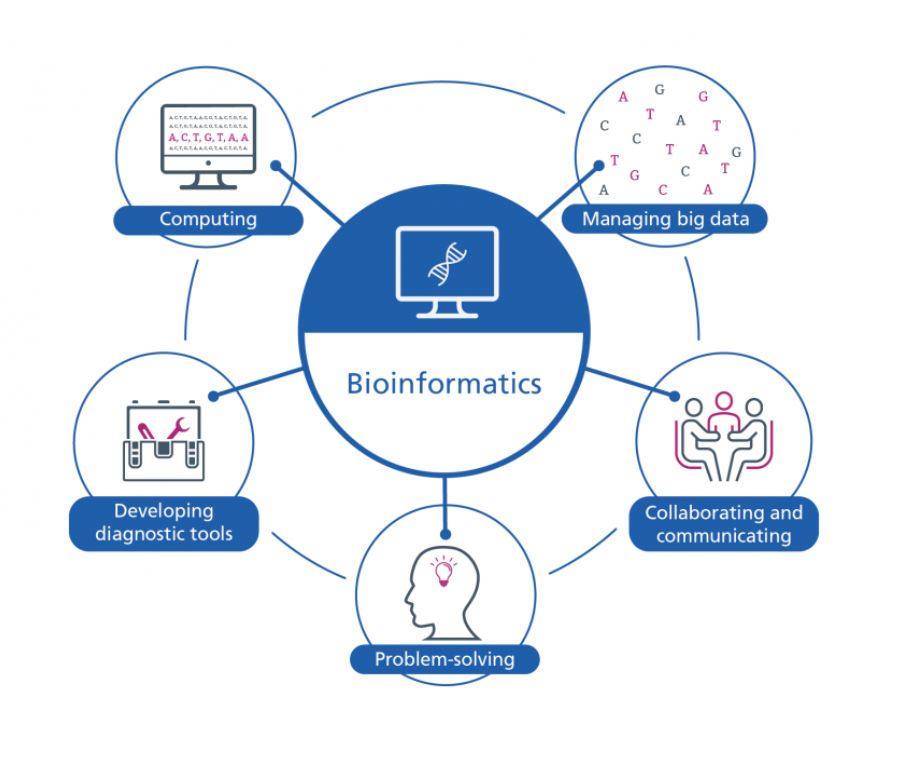 A, C, T, G, T, A, A
Computing
A G G
C T A T
C T A G
T G C T
A C A
Managing big data
Bioinformatics
Developing
diagnostic tools
Collaborating and
communicating
Problem-solving